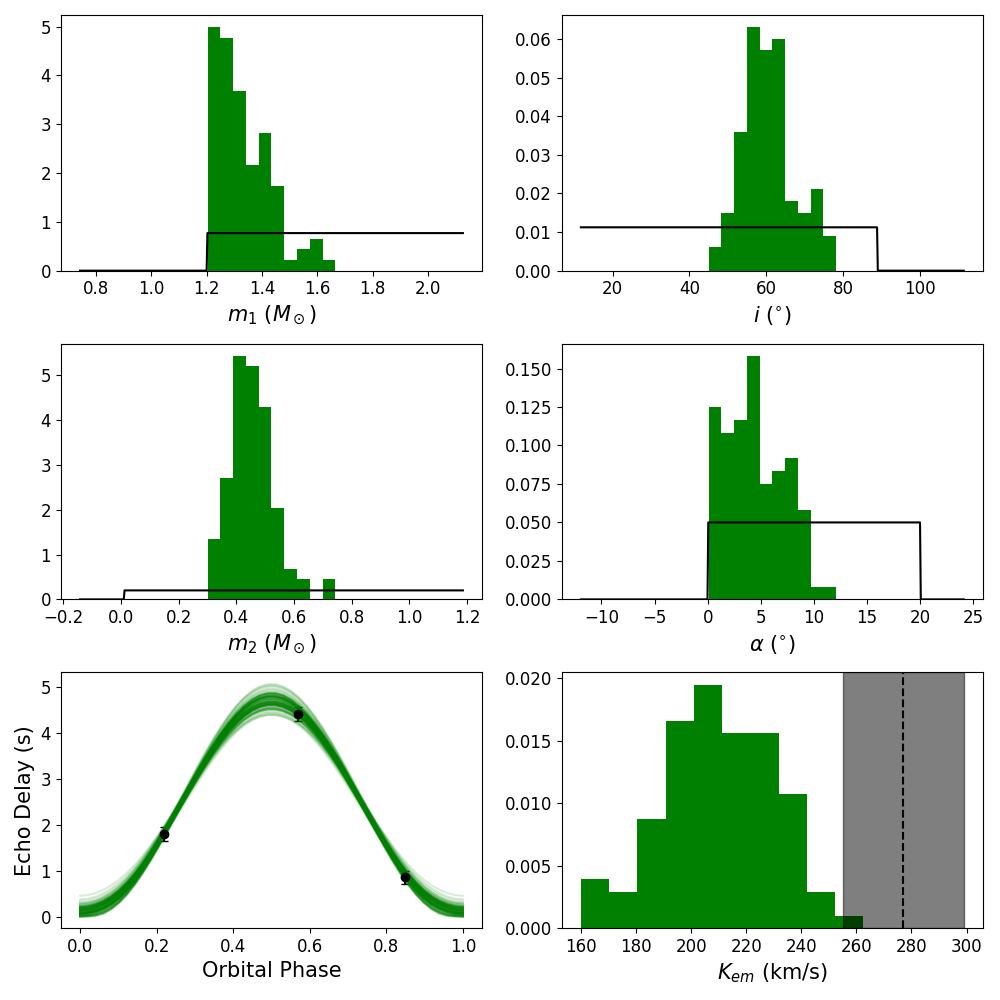 5
4
3
2
1
0
0.8 1.0 1.2 1.4 1.6 1.8 2.0
m₁ (M⊙)
0.06
0.05
0.04
0.03
0.02
0.01
0.00
20 40 60 80 100
i (°)
5
4
3
2
1
0
−0.2 0.0 0.2 0.4 0.6 0.8 1.0 1.2
m₂ (M⊙)
0.150
0.125
0.100
0.075
0.050
0.025
0.000
−10 −5 0 5 10 15 20 25
α (°)
Echo Delay (s)
5
4
3
2
1
0
0.0 0.2 0.4 0.6 0.8 1.0
Orbital Phase
0.020
0.015
0.010
0.005
0.000
160 180 200 220 240 260 280 300
Kem (km/s)